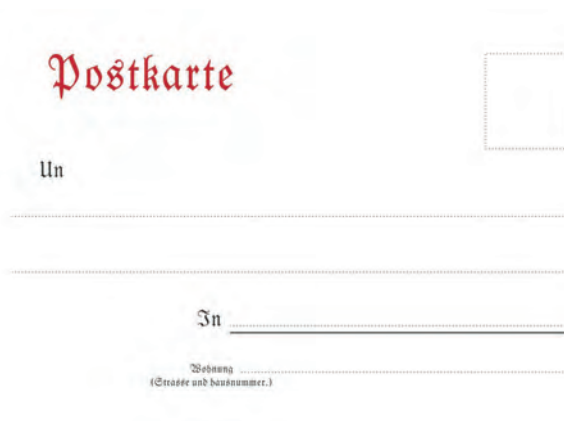 Postkarte
An
In
Wohnung
(Strasse und hausnummer.)